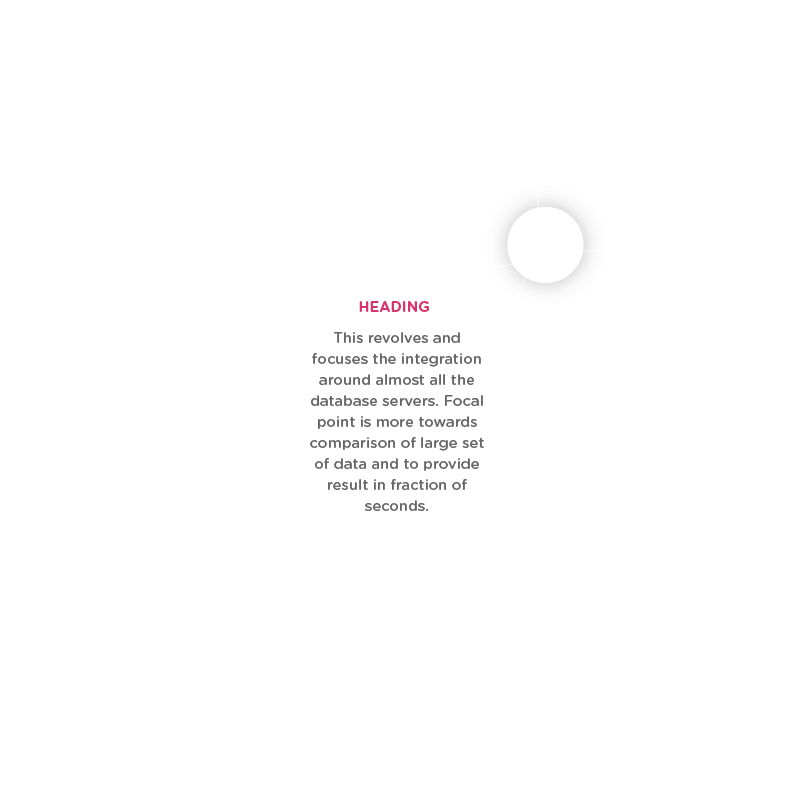 HEADING
This revolves and
focuses the integration
around almost all the
database servers. Focal
point is more towards
comparison of large set
of data and to provide
result in fraction of
seconds.